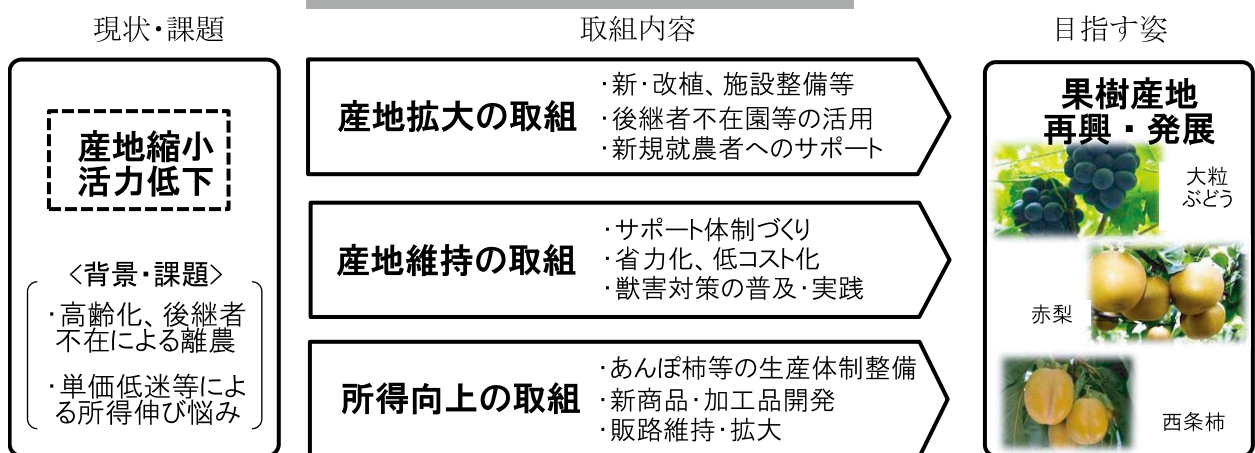 現状・課題
産地縮小
活力低下
<背景・課題>
・高齢化、後継者
不在による離農
・単価低迷等によ
る所得伸び悩み
取組内容
産地拡大の取組
・新・改植、施設整備等
・後継者不在園等の活用
・新規就農者へのサポート
産地維持の取組
・サポート体制づくり
・省力化、低コスト化
・獣害対策の普及・実践
所得向上の取組
・あんぽ柿等の生産体制整備
・新商品・加工品開発
・販路維持・拡大
目指す姿
果樹産地
再興・発展
大粒
ぶどう
赤梨
西条柿